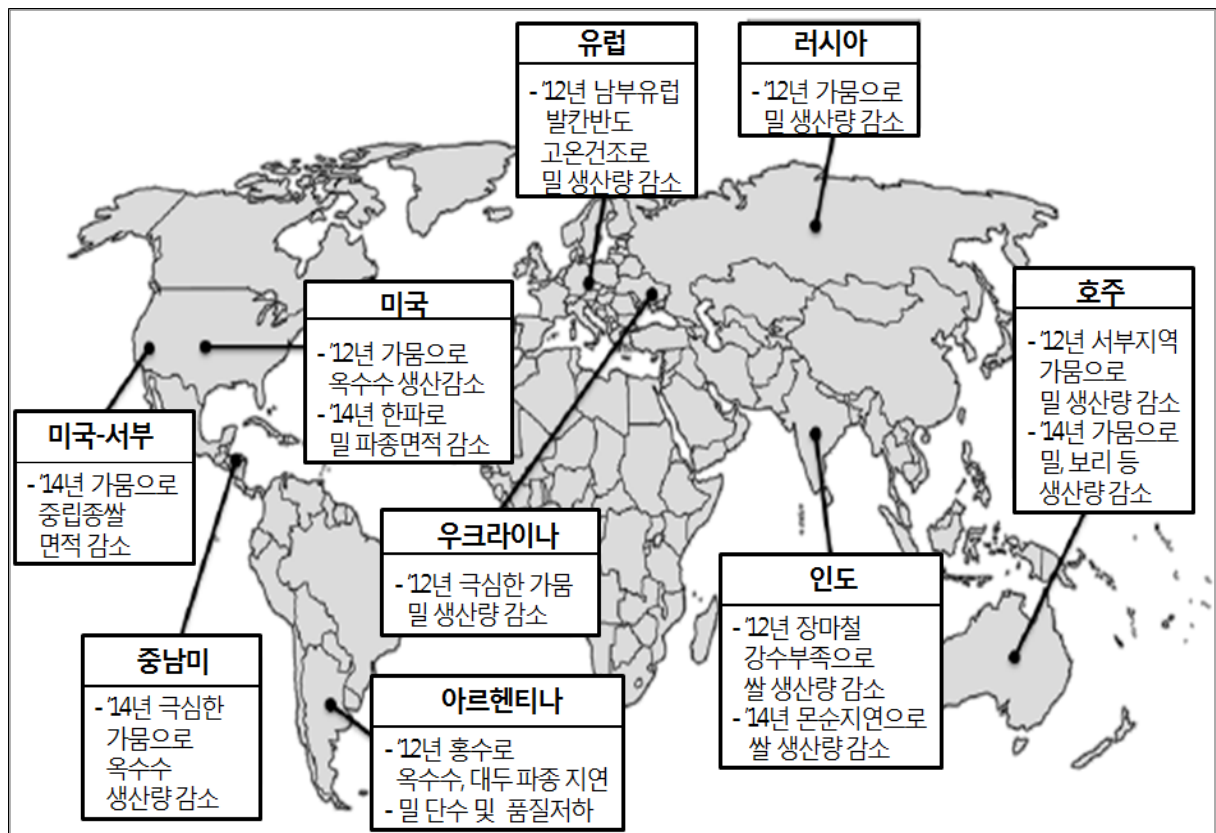 유럽
- '12년 남부유럽
발칸반도
고온건조로
밀 생산량 감소
러시아
- '12년 가뭄으로
밀 생산량 감소
미국
- '12년 가뭄으로
옥수수 생산감소
- '14년 한파로
밀 파종면적 감소
호주
- '12년 서부지역
가뭄으로
밀 생산량 감소
- '14년 가뭄으로
밀, 보리 등
생산량 감소
미국-서부
- '14년 가뭄으로
중립종쌀
면적 감소
우크라이나
- '12년 극심한 가뭄
밀 생산량 감소
인도
- '12년 장마철
강수부족으로
쌀 생산량 감소
- '14년 몬순지연으로
쌀 생산량 감소
중남미
- '14년 극심한
가뭄으로
옥수수
생산량 감소
아르헨티나
- '12년 홍수로
옥수수, 대두 파종 지연
- 밀 단수 및 품질저하